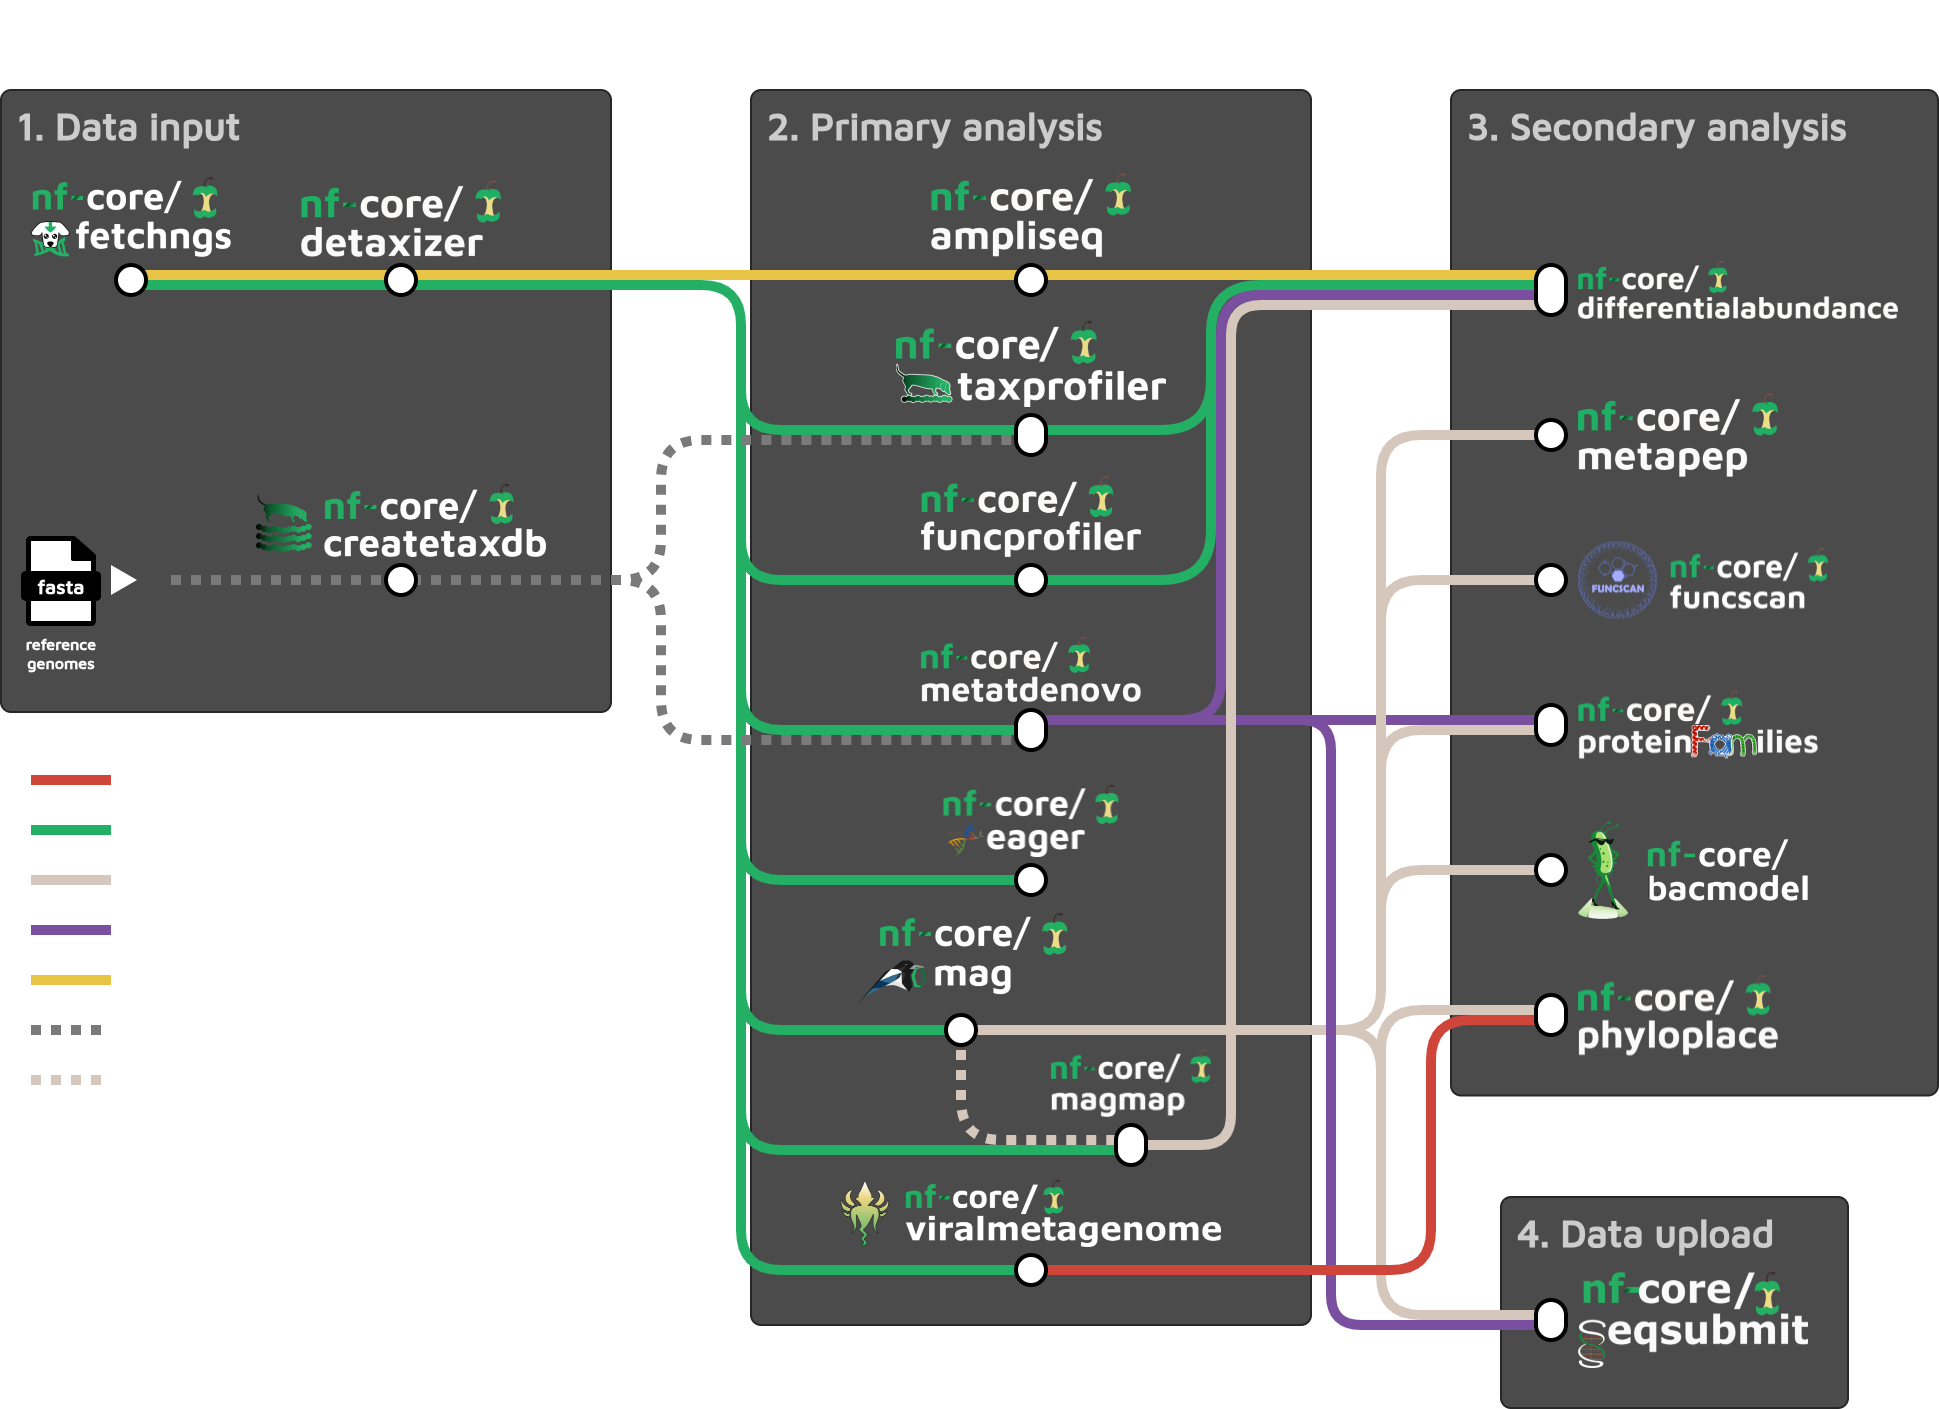 1. Data input
nf-core/
fetchngs
nf-core/
detaxizer
nf-core/
createtaxdb
fasta
reference
genomes
2. Primary analysis
nf-core/
ampliseq
nf-core/
taxprofiler
nf-core/
funcprofiler
nf-core/
metatdenovo
nf-core/
eager
nf-core/
mag
nf-core/
magmap
nf-core/
viralmetagenome
3. Secondary analysis
nf-core/
differentialabundance
nf-core/
metapep
FUNCSCAN
nf-core/
funcscan
nf-core/
proteinFamilies
nf-core/
bacmodel
nf-core/
phyloplace
4. Data upload
nf-core/
seqsubmit